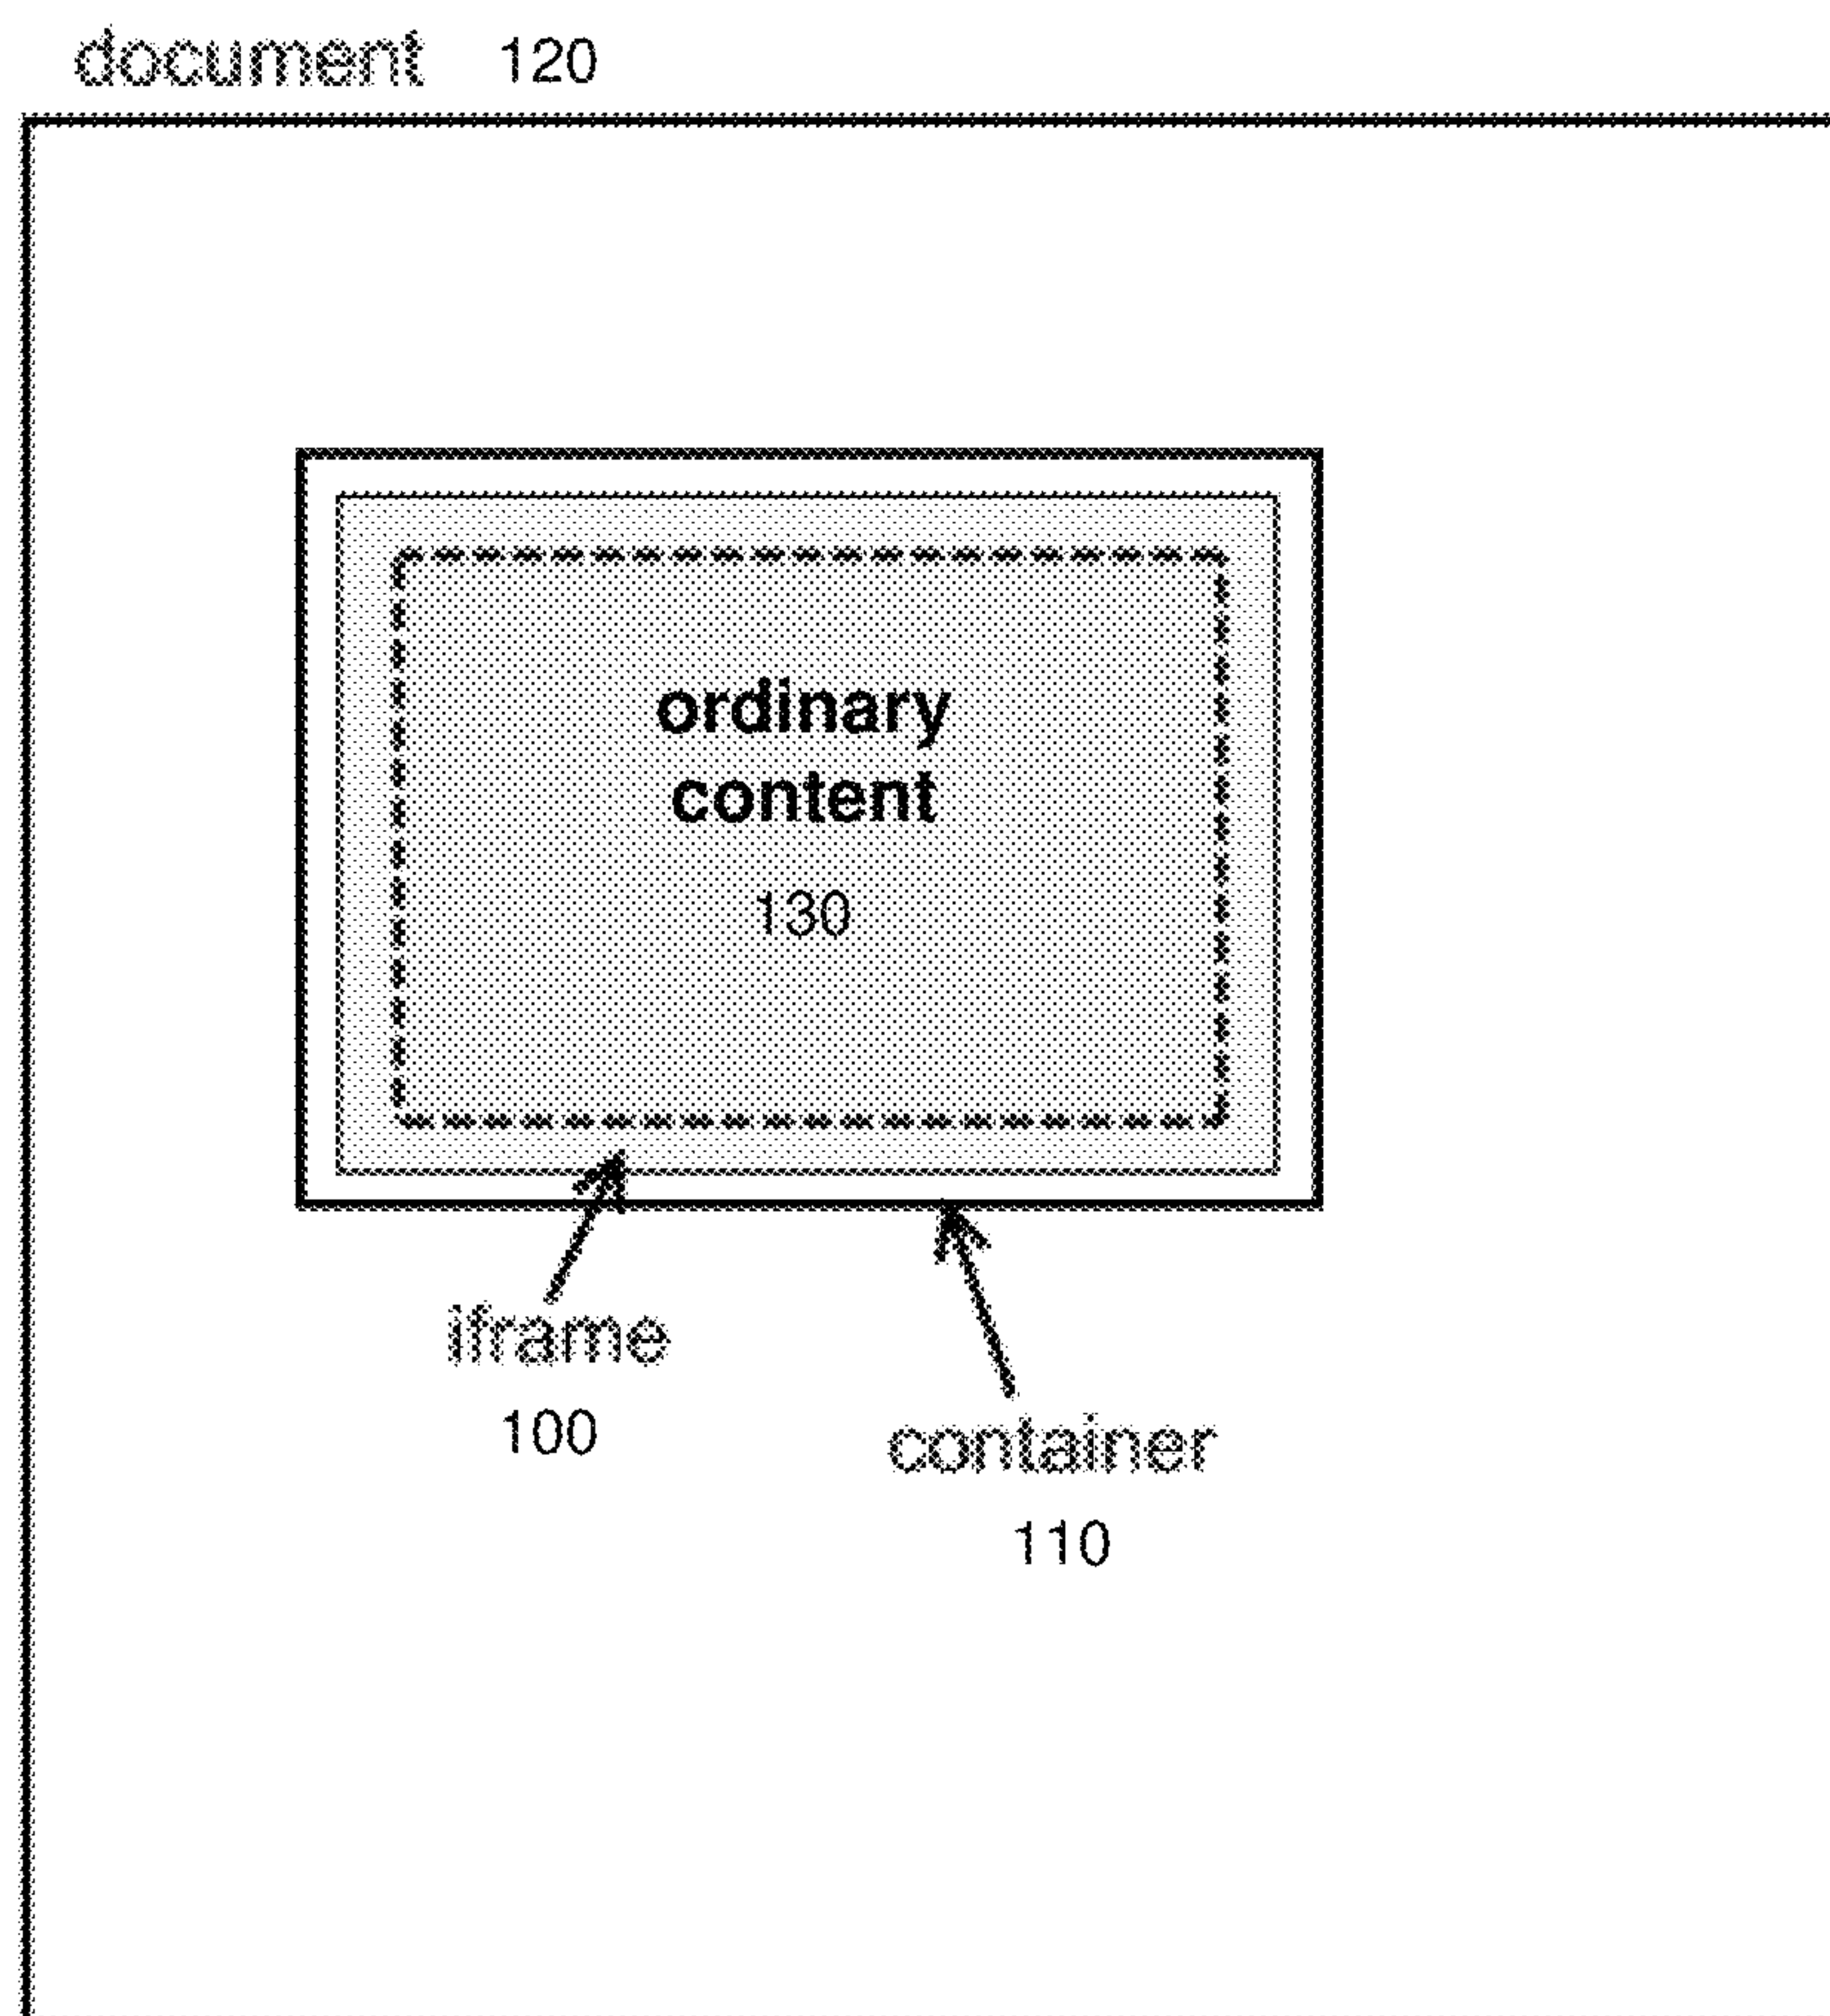 document 120
ordinary
content
130
iframe
100
container
110